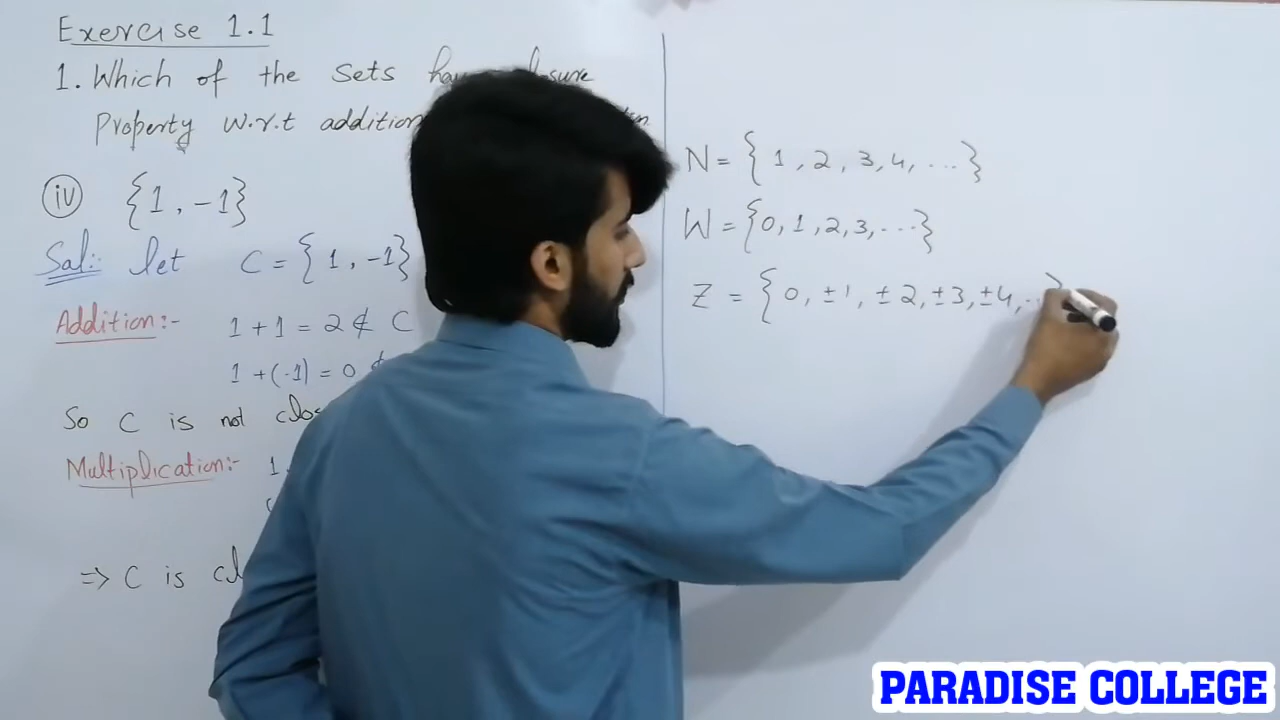 Exercise 1.1
1. Which of the sets
Property w.r.t addition
(iv) {1, -1}
Sol:- let C = {1, -1}
Addition:- 1 + 1 = 2 ∉ C
1 + (-1) = 0 ∉
So C is not
Multiplication:- 1.
⇒ C is
N = { 1, 2, 3, 4, ... }
W = {0, 1, 2, 3, ... }
Z = { 0, ±1, ±2, ±3, ±4, ... }
PARADISE COLLEGE